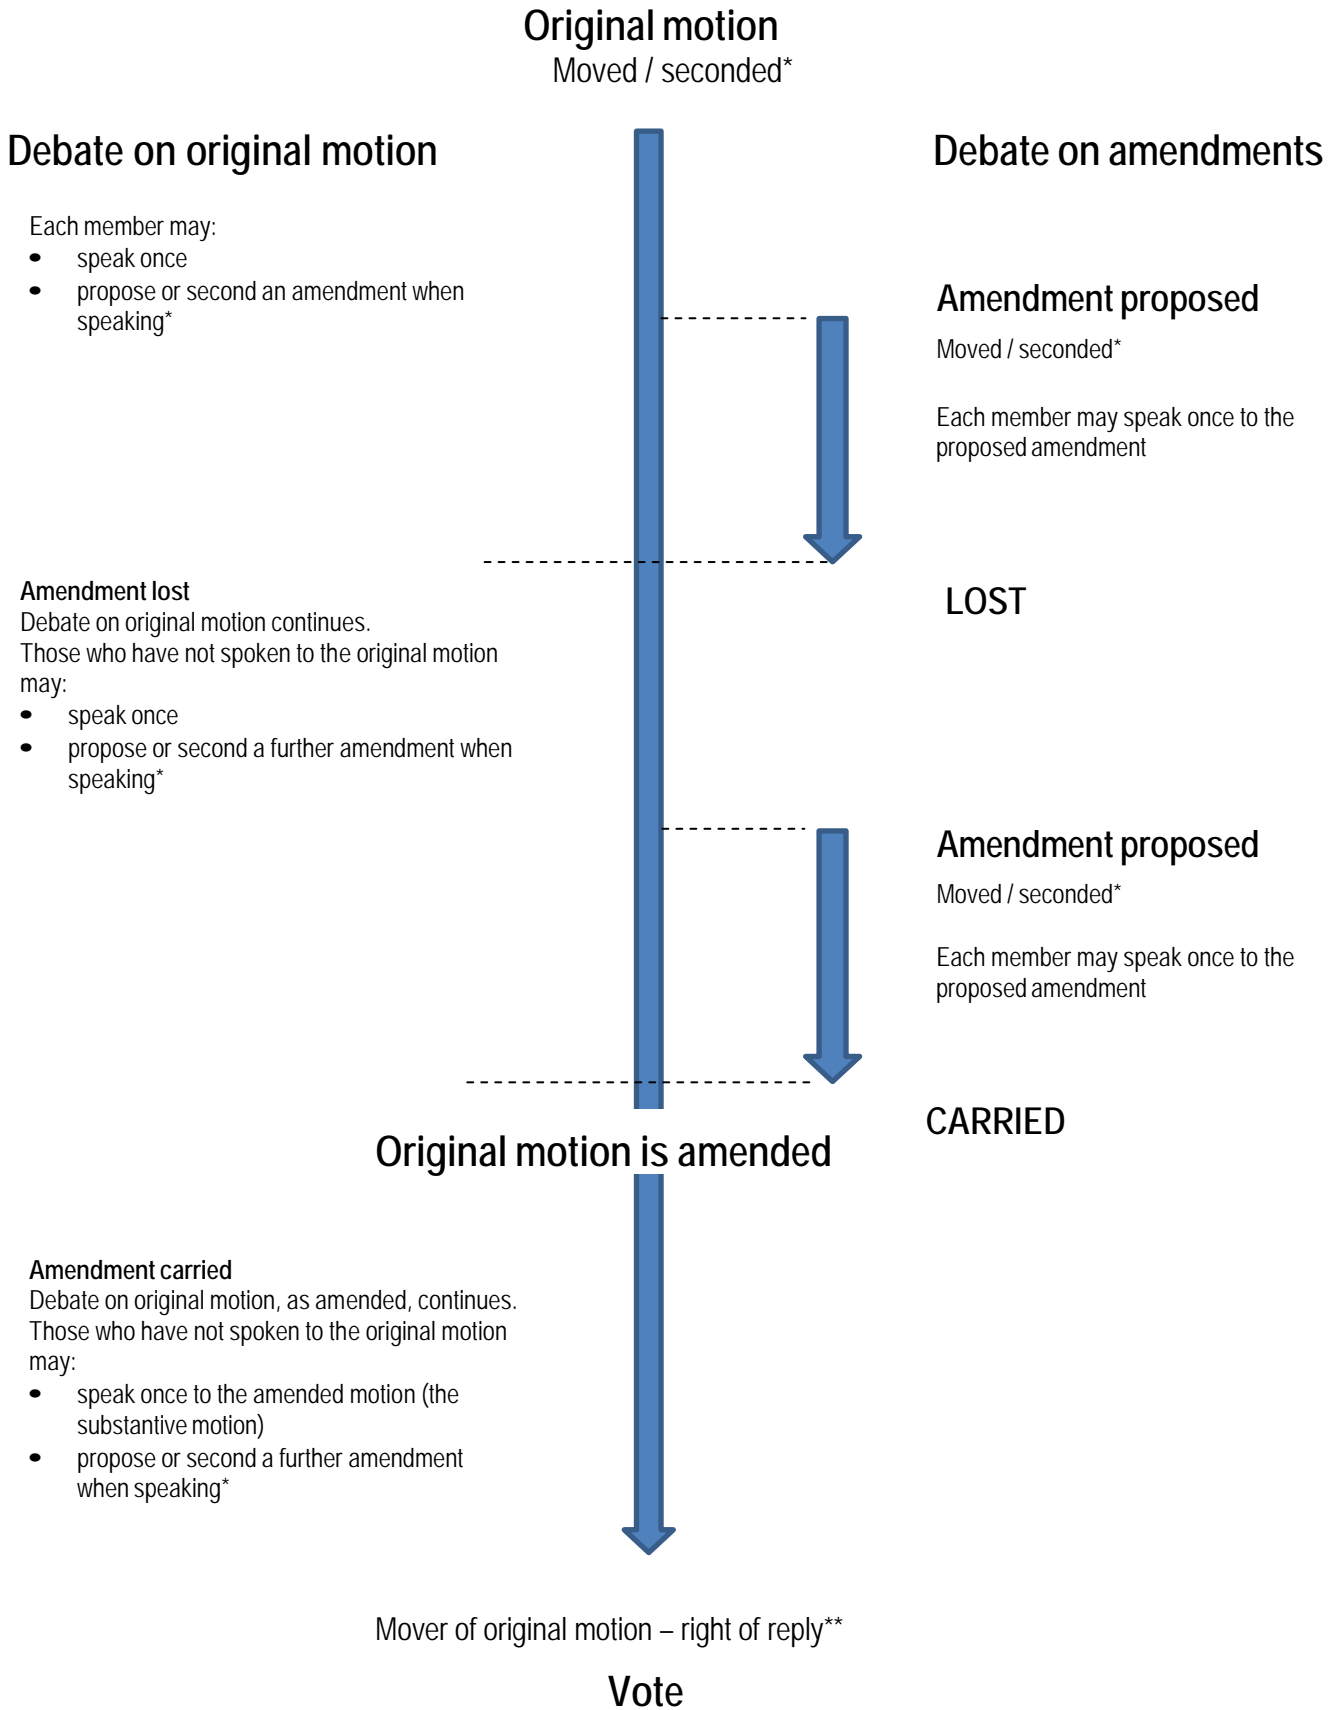 Original motion
Moved / seconded*
Debate on original motion
Debate on amendments
Each member may:
• speak once
• propose or second an amendment when
speaking*
Amendment proposed
Moved / seconded*
Each member may speak once to the
proposed amendment
LOST
Amendment lost
Debate on original motion continues.
Those who have not spoken to the original motion
may:
• speak once
• propose or second a further amendment when
speaking*
Amendment proposed
Moved / seconded*
Each member may speak once to the
proposed amendment
CARRIED
Original motion is amended
Amendment carried
Debate on original motion, as amended, continues.
Those who have not spoken to the original motion
may:
• speak once to the amended motion (the
substantive motion)
• propose or second a further amendment
when speaking*
Mover of original motion – right of reply**
Vote